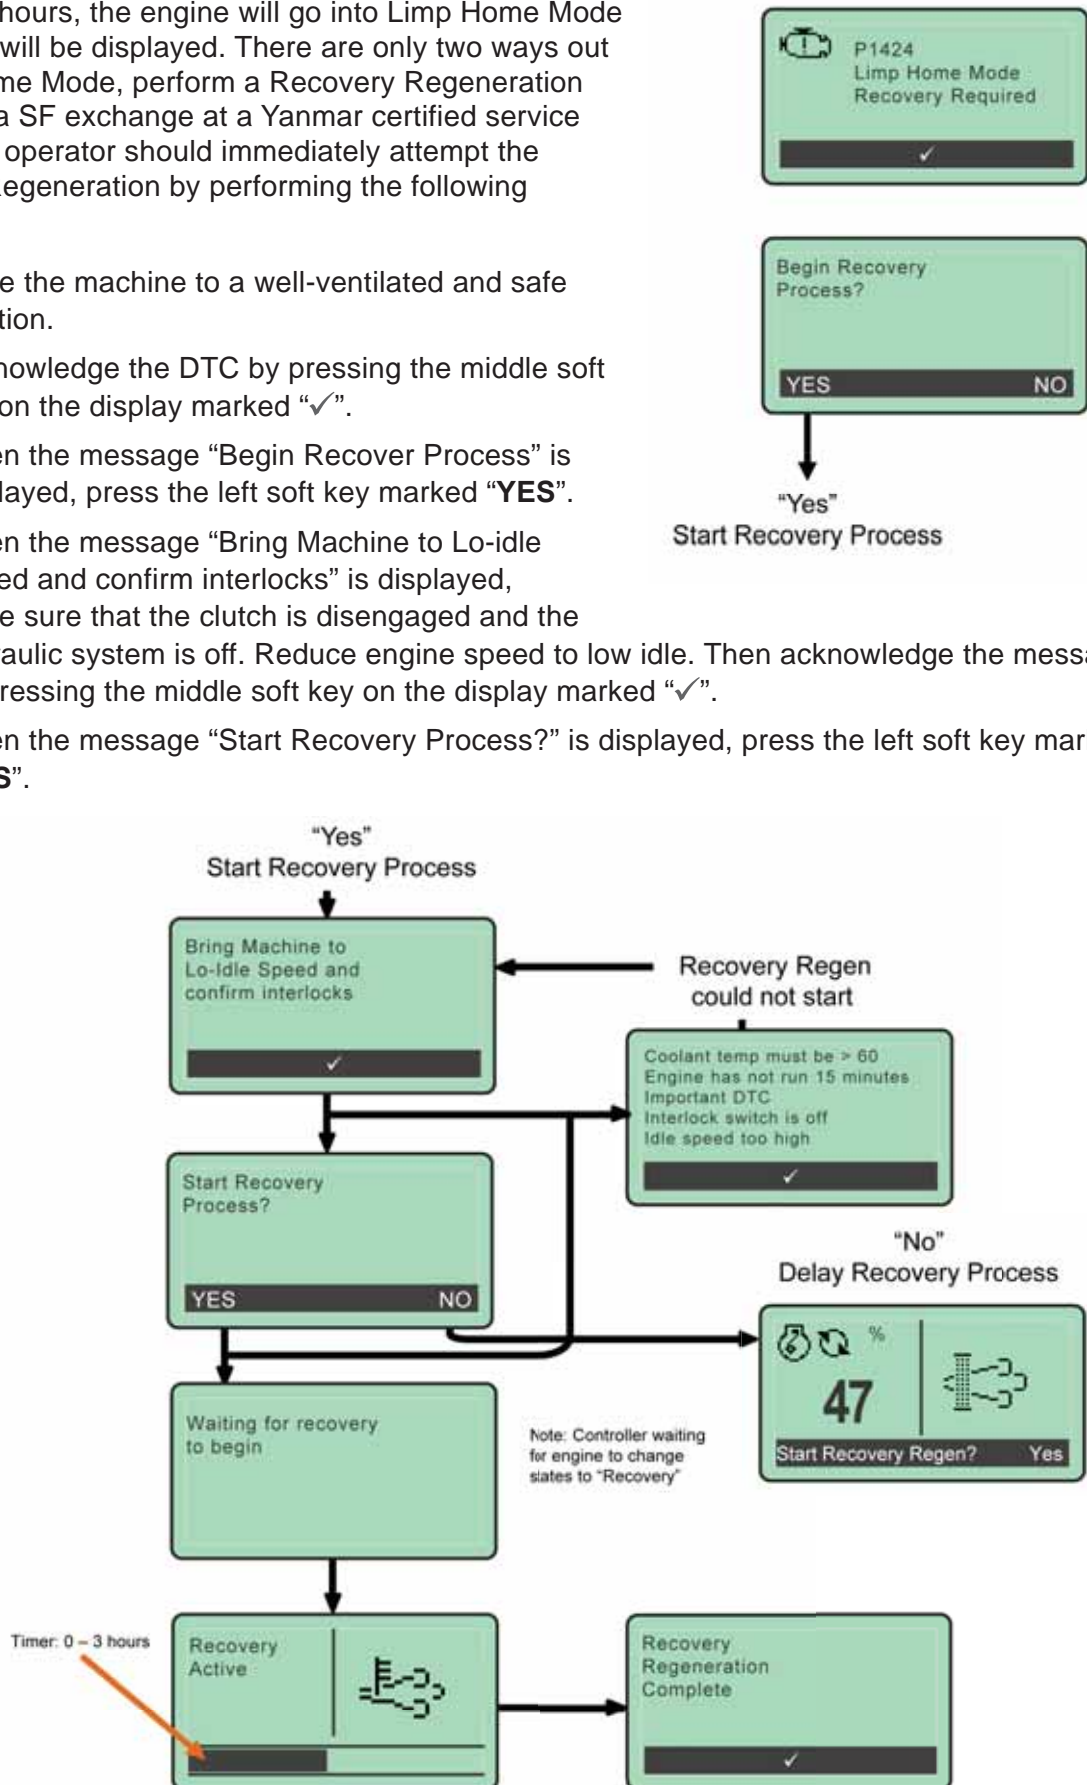 hours, the engine will go into Limp Home Mode
will be displayed. There are only two ways out
me Mode, perform a Recovery Regeneration
a SF exchange at a Yanmar certified service
operator should immediately attempt the
egeneration by performing the following
e the machine to a well-ventilated and safe
tion.
nowledge the DTC by pressing the middle soft
on the display marked “✓”.
en the message “Begin Recover Process” is
layed, press the left soft key marked “YES”.
en the message “Bring Machine to Lo-idle
ed and confirm interlocks” is displayed,
e sure that the clutch is disengaged and the
raulic system is off. Reduce engine speed to low idle. Then acknowledge the messa
ressing the middle soft key on the display marked “✓”.
en the message “Start Recovery Process?” is displayed, press the left soft key mar
S”.
P1424
Limp Home Mode
Recovery Required
✓
Begin Recovery
Process?
YES NO
“Yes”
Start Recovery Process
“Yes”
Start Recovery Process
Bring Machine to
Lo-Idle Speed and
confirm interlocks
✓
Recovery Regen
could not start
Coolant temp must be > 60
Engine has not run 15 minutes
Important DTC
Interlock switch is off
Idle speed too high
✓
Start Recovery
Process?
YES NO
“No”
Delay Recovery Process
%
47
Start Recovery Regen? Yes
Waiting for recovery
to begin
Note: Controller waiting
for engine to change
states to “Recovery”
Timer: 0 – 3 hours
Recovery
Active
Recovery
Regeneration
Complete
✓